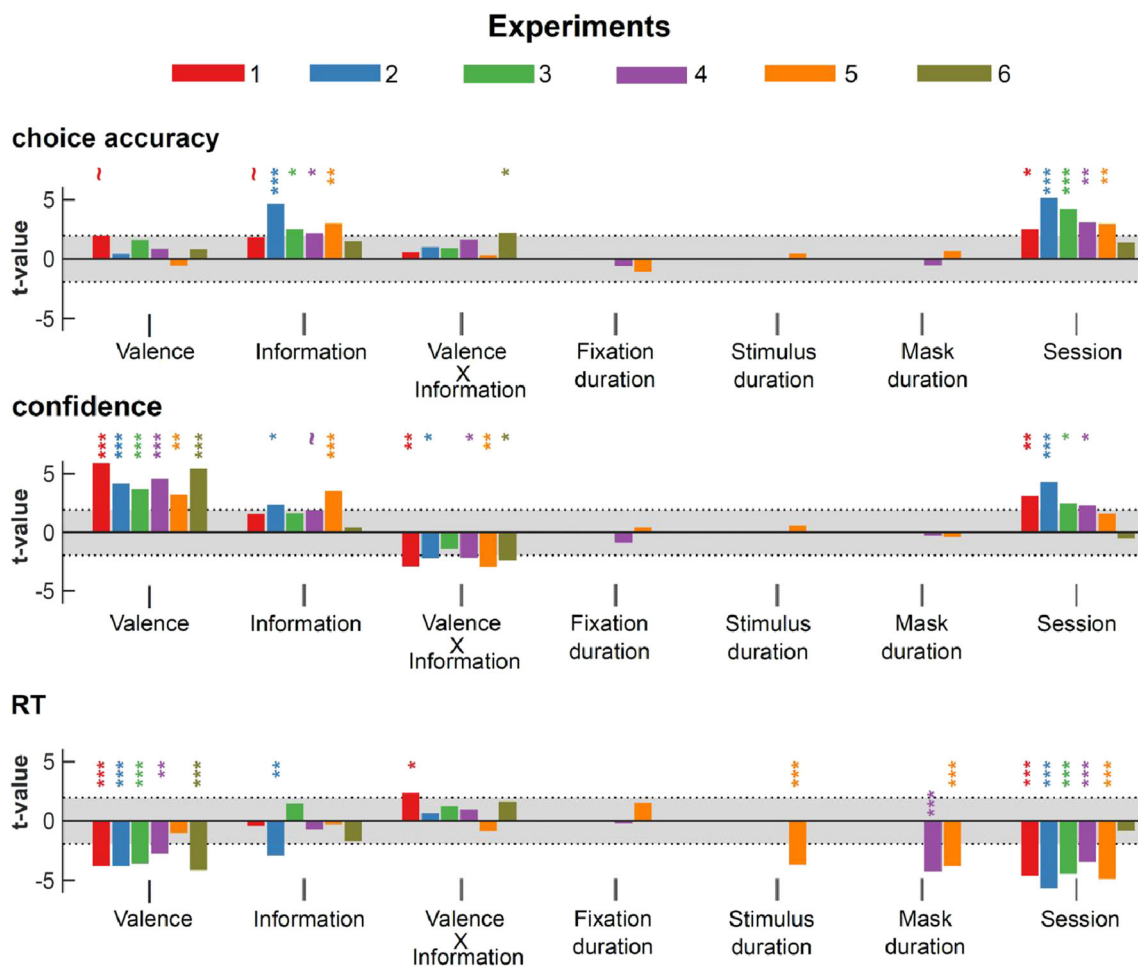 Experiments
1 2 3 4 5 6
choice accuracy
~ ~ *** * * ** * * *** *** ** **
5
0
-5
t-value
Valence Information Valence X Information Fixation duration Stimulus duration Mask duration Session
confidence
*** *** *** *** ** *** * ~ *** ** * * ** * ** *** * *
5
0
-5
t-value
Valence Information Valence X Information Fixation duration Stimulus duration Mask duration Session
RT
*** *** *** ** *** ** * *** *** *** *** *** *** *** ***
5
0
-5
t-value
Valence Information Valence X Information Fixation duration Stimulus duration Mask duration Session